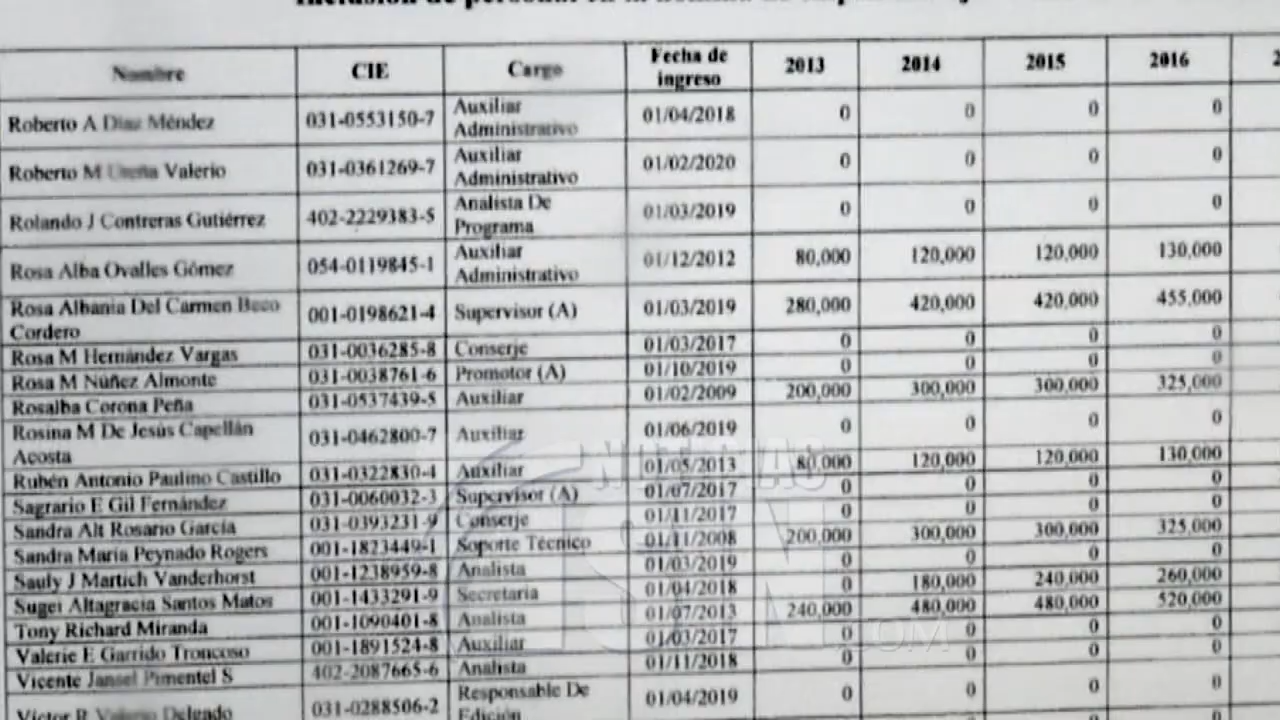 Nombre CIE Cargo Fecha de ingreso 2013 2014 2015 2016
Roberto A Diaz Méndez 031-0553150-7 Auxiliar Administrativo 01/04/2018 0 0 0 0
Roberto M Ureña Valerio 031-0361269-7 Auxiliar Administrativo 01/02/2020 0 0 0 0
Rolando J Contreras Gutiérrez 402-2229383-5 Analista De Programa 01/03/2019 0 0 0 0
Rosa Alba Ovalles Gómez 054-0119845-1 Auxiliar Administrativo 01/12/2012 80,000 120,000 120,000 130,000
Rosa Albania Del Carmen Beco Cordero 001-0198621-4 Supervisor (A) 01/03/2019 280,000 420,000 420,000 455,000
Rosa M Hernández Vargas 031-0036285-8 Conserje 01/03/2017 0 0 0 0
Rosa M Núñez Almonte 031-0038761-6 Promotor (A) 01/10/2019 0 0 0 0
Rosalba Corona Peña 031-0537439-5 Auxiliar 01/02/2009 200,000 300,000 300,000 325,000
Rosina M De Jesús Capellán Acosta 031-0462800-7 Auxiliar 01/06/2019 0 0 0 0
Rubén Antonio Paulino Castillo 031-0322830-4 Auxiliar 01/05/2013 80,000 120,000 120,000 130,000
Sagrario E Gil Fernández 031-0060032-3 Supervisor (A) 01/07/2017 0 0 0 0
Sandra Alt Rosario García 031-0393231-9 Conserje 01/11/2017 0 0 0 0
Sandra María Peynado Rogers 001-1823449-1 Soporte Técnico 01/11/2008 200,000 300,000 300,000 325,000
Sauly J Martich Vanderhorst 001-1238959-8 Analista 01/03/2019 0 0 0 0
Sugei Altagracia Santos Matos 001-1433291-9 Secretaria 01/04/2018 0 180,000 240,000 260,000
Tony Richard Miranda 001-1090401-8 Analista 01/07/2013 240,000 480,000 480,000 520,000
Valerie E Garrido Troncoso 001-1891524-8 Auxiliar 01/03/2017 0 0 0 0
Vicente Jansel Pimentel S 402-2087665-6 Analista 01/11/2018 0 0 0 0
Victor R Valerio Delgado 031-0288506-2 Responsable De Edición 01/04/2019 0 0 0 0
NOTICIAS
SIN
.COM